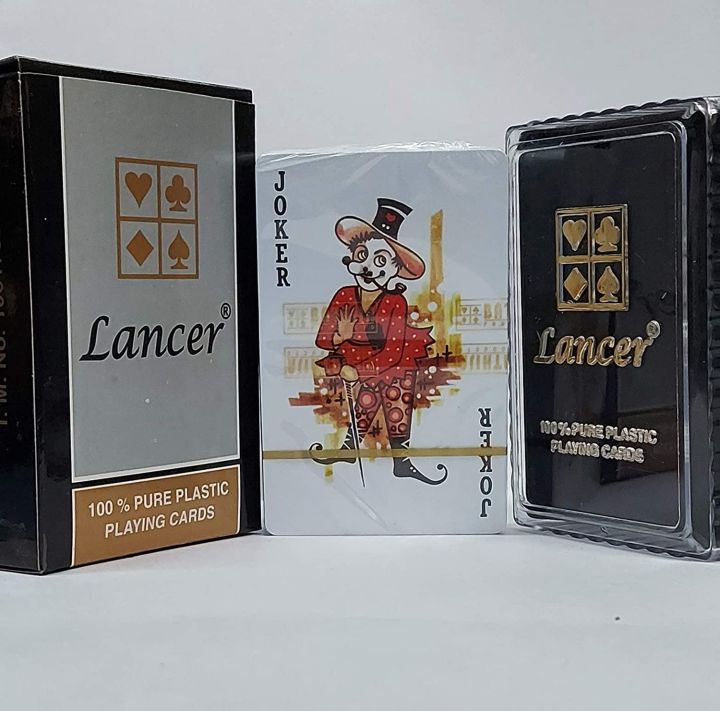 Lancer®
100 % PURE PLASTIC
PLAYING CARDS
JOKER
JOKER
Lancer®
100% PURE PLASTIC
PLAYING CARDS